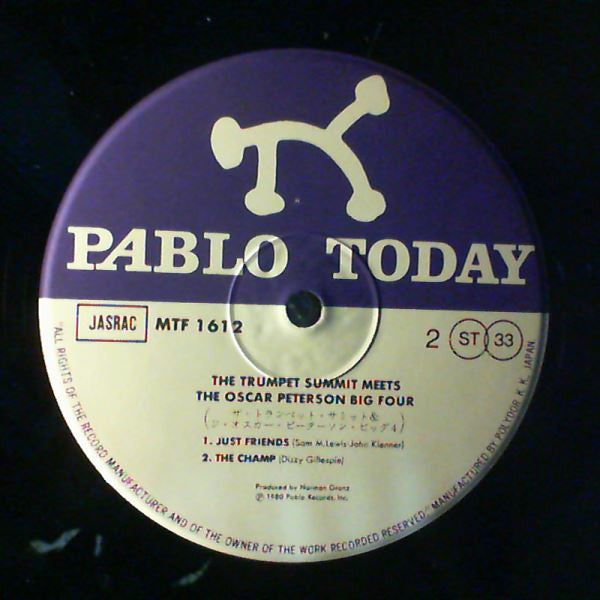 PABLO TODAY
JASRAC MTF 1612
2 ST 33
THE TRUMPET SUMMIT MEETS
THE OSCAR PETERSON BIG FOUR
(ザ・トランペット・サミット&
ジ・オスカー・ピーターソン・ビッグ4)
1. JUST FRIENDS (Sam M.Lewis-John Klenner)
2. THE CHAMP (Dizzy Gillespie)
Produced by Norman Granz
℗ 1980 Pablo Records, Inc.
"ALL RIGHTS OF THE RECORD MANUFACTURER AND OF THE OWNER OF THE WORK RECORDED RESERVED" MANUFACTURED BY POLYDOR K.K. JAPAN